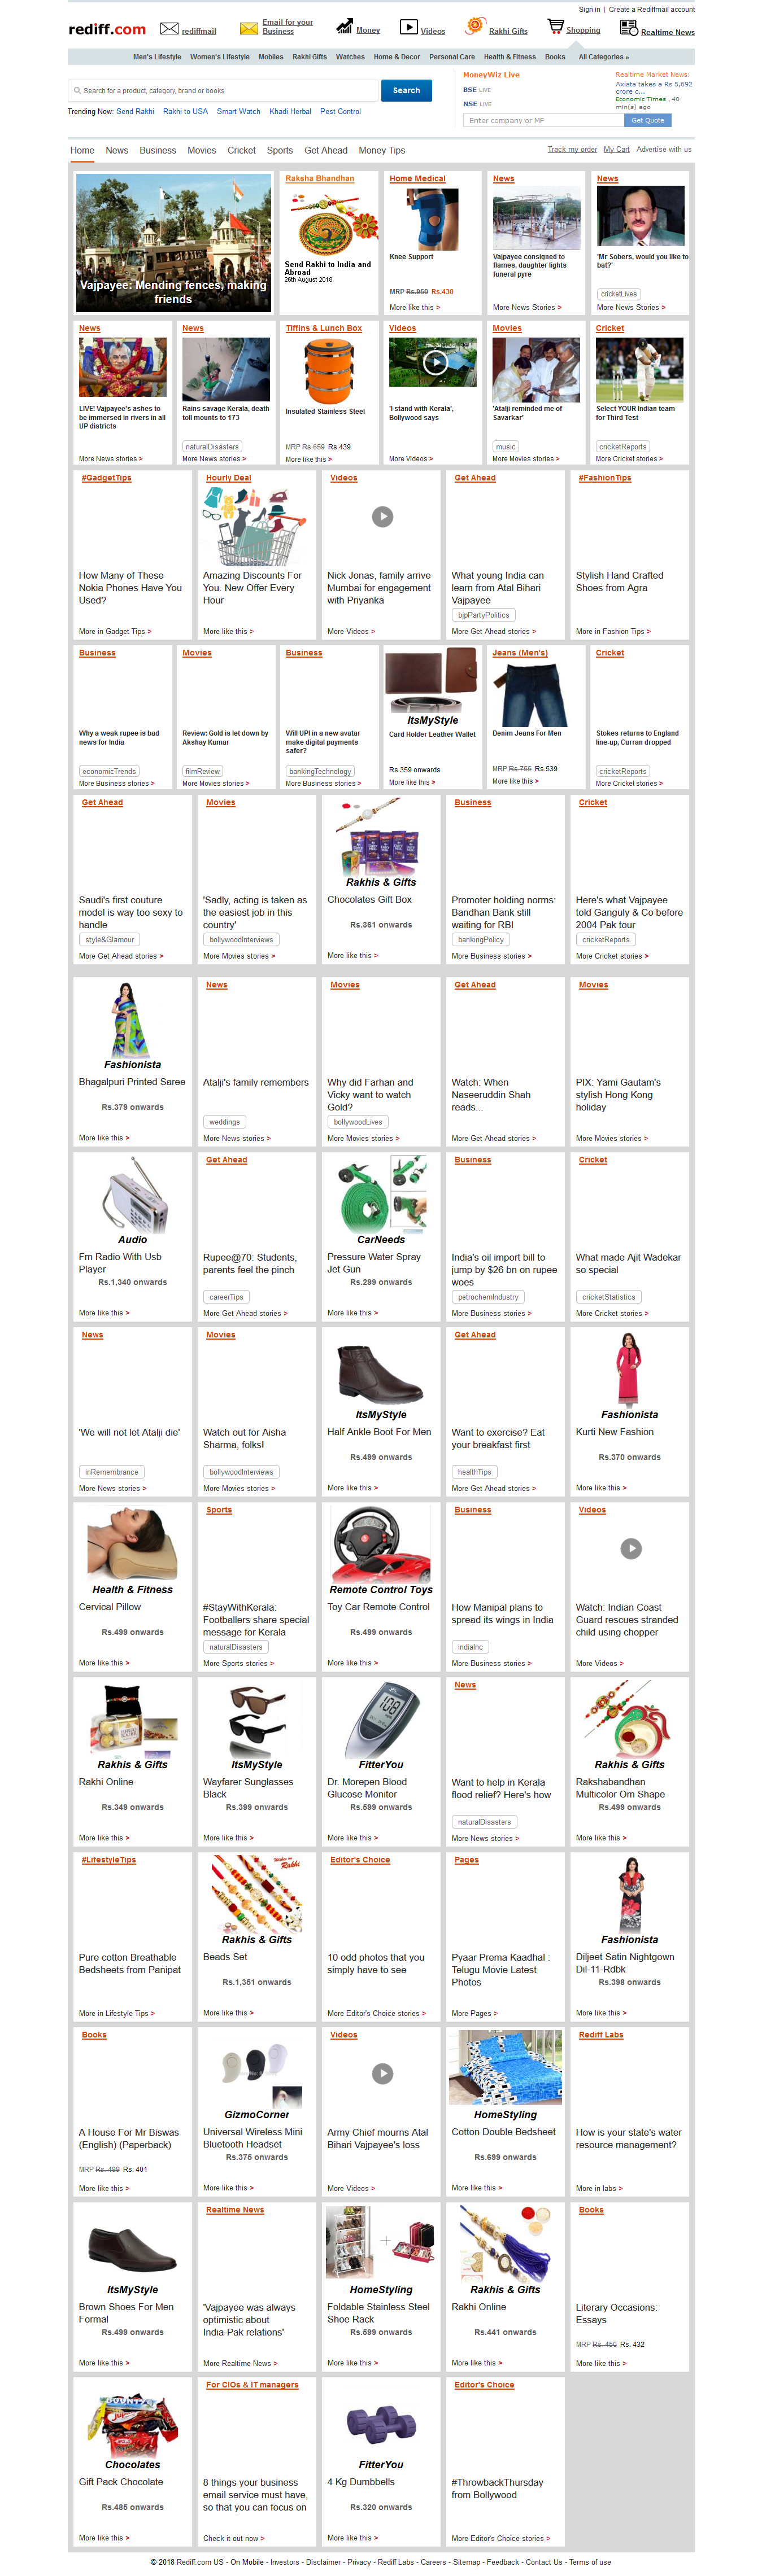 Sign in | Create a Rediffmail account
rediff.com
rediffmail
Email for your
Business
Money
Videos
Rakhi Gifts
Shopping
Realtime News
Men's Lifestyle Women's Lifestyle Mobiles Rakhi Gifts Watches Home & Decor Personal Care Health & Fitness Books All Categories »
Search for a product, category, brand or books
Search
Trending Now: Send Rakhi Rakhi to USA Smart Watch Khadi Herbal Pest Control
MoneyWiz Live
BSE LIVE
NSE LIVE
Enter company or MF
Get Quote
Realtime Market News:
Axiata takes a Rs 5,692
crore c...
Economic Times , 40
min(s) ago
Home News Business Movies Cricket Sports Get Ahead Money Tips
Track my order My Cart Advertise with us
Vajpayee: Mending fences, making
friends
Raksha Bhandhan
Send Rakhi to India and
Abroad
26th August 2018
Home Medical
Knee Support
MRP Rs.950 Rs.430
More like this >
News
Vajpayee consigned to
flames, daughter lights
funeral pyre
More News Stories >
News
'Mr Sobers, would you like to
bat?'
cricketLives
More News Stories >
News
LIVE! Vajpayee's ashes to
be immersed in rivers in all
UP districts
More News stories >
News
Rains savage Kerala, death
toll mounts to 173
naturalDisasters
More News stories >
Tiffins & Lunch Box
Insulated Stainless Steel
MRP Rs.659 Rs.439
More like this >
Videos
'I stand with Kerala',
Bollywood says
More Videos >
Movies
'Atalji reminded me of
Savarkar'
music
More Movies stories >
Cricket
Select YOUR Indian team
for Third Test
cricketReports
More Cricket stories >
#GadgetTips
How Many of These
Nokia Phones Have You
Used?
More in Gadget Tips >
Hourly Deal
Amazing Discounts For
You. New Offer Every
Hour
More like this >
Videos
Nick Jonas, family arrive
Mumbai for engagement
with Priyanka
More Videos >
Get Ahead
What young India can
learn from Atal Bihari
Vajpayee
bjpPartyPolitics
More Get Ahead stories >
#FashionTips
Stylish Hand Crafted
Shoes from Agra
More in Fashion Tips >
Business
Why a weak rupee is bad
news for India
economicTrends
More Business stories >
Movies
Review: Gold is let down by
Akshay Kumar
filmReview
More Movies stories >
Business
Will UPI in a new avatar
make digital payments
safer?
bankingTechnology
More Business stories >
ItsMyStyle
Card Holder Leather Wallet
Rs.359 onwards
More like this >
Jeans (Men's)
Denim Jeans For Men
MRP Rs.755 Rs.539
More like this >
Cricket
Stokes returns to England
line-up, Curran dropped
cricketReports
More Cricket stories >
Get Ahead
Saudi's first couture
model is way too sexy to
handle
style&Glamour
More Get Ahead stories >
Movies
'Sadly, acting is taken as
the easiest job in this
country'
bollywoodInterviews
More Movies stories >
Rakhis & Gifts
Chocolates Gift Box
Rs.361 onwards
More like this >
Business
Promoter holding norms:
Bandhan Bank still
waiting for RBI
bankingPolicy
More Business stories >
Cricket
Here's what Vajpayee
told Ganguly & Co before
2004 Pak tour
cricketReports
More Cricket stories >
Fashionista
Bhagalpuri Printed Saree
Rs.379 onwards
More like this >
News
Atalji's family remembers
weddings
More News stories >
Movies
Why did Farhan and
Vicky want to watch
Gold?
bollywoodLives
More Movies stories >
Get Ahead
Watch: When
Naseeruddin Shah
reads...
More Get Ahead stories >
Movies
PIX: Yami Gautam's
stylish Hong Kong
holiday
More Movies stories >
Audio
Fm Radio With Usb
Player
Rs.1,340 onwards
More like this >
Get Ahead
Rupee@70: Students,
parents feel the pinch
careerTips
More Get Ahead stories >
CarNeeds
Pressure Water Spray
Jet Gun
Rs.299 onwards
More like this >
Business
India's oil import bill to
jump by $26 bn on rupee
woes
petrochemIndustry
More Business stories >
Cricket
What made Ajit Wadekar
so special
cricketStatistics
More Cricket stories >
News
'We will not let Atalji die'
inRemembrance
More News stories >
Movies
Watch out for Aisha
Sharma, folks!
bollywoodInterviews
More Movies stories >
ItsMyStyle
Half Ankle Boot For Men
Rs.499 onwards
More like this >
Get Ahead
Want to exercise? Eat
your breakfast first
healthTips
More Get Ahead stories >
Fashionista
Kurti New Fashion
Rs.370 onwards
More like this >
Health & Fitness
Cervical Pillow
Rs.499 onwards
More like this >
Sports
#StayWithKerala:
Footballers share special
message for Kerala
naturalDisasters
More Sports stories >
Remote Control Toys
Toy Car Remote Control
Rs.499 onwards
More like this >
Business
How Manipal plans to
spread its wings in India
indiaInc
More Business stories >
Videos
Watch: Indian Coast
Guard rescues stranded
child using chopper
More Videos >
Rakhis & Gifts
Rakhi Online
Rs.349 onwards
More like this >
ItsMyStyle
Wayfarer Sunglasses
Black
Rs.399 onwards
More like this >
108
FitterYou
Dr. Morepen Blood
Glucose Monitor
Rs.599 onwards
More like this >
News
Want to help in Kerala
flood relief? Here's how
naturalDisasters
More News stories >
Rakhis & Gifts
Rakshabandhan
Multicolor Om Shape
Rs.499 onwards
More like this >
#LifestyleTips
Pure cotton Breathable
Bedsheets from Panipat
More in Lifestyle Tips >
Rakhi
Rakhis & Gifts
Beads Set
Rs.1,351 onwards
More like this >
Editor's Choice
10 odd photos that you
simply have to see
More Editor's Choice stories >
Pages
Pyaar Prema Kaadhal :
Telugu Movie Latest
Photos
More Pages >
Fashionista
Diljeet Satin Nightgown
Dil-11-Rdbk
Rs.398 onwards
More like this >
Books
A House For Mr Biswas
(English) (Paperback)
MRP Rs. 499 Rs. 401
More like this >
GizmoCorner
Universal Wireless Mini
Bluetooth Headset
Rs.375 onwards
More like this >
Videos
Army Chief mourns Atal
Bihari Vajpayee's loss
More Videos >
HomeStyling
Cotton Double Bedsheet
Rs.699 onwards
More like this >
Rediff Labs
How is your state's water
resource management?
More in labs >
ItsMyStyle
Brown Shoes For Men
Formal
Rs.499 onwards
More like this >
Realtime News
'Vajpayee was always
optimistic about
India-Pak relations'
More Realtime News >
HomeStyling
Foldable Stainless Steel
Shoe Rack
Rs.599 onwards
More like this >
Rakhis & Gifts
Rakhi Online
Rs.441 onwards
More like this >
Books
Literary Occasions:
Essays
MRP Rs. 450 Rs. 432
More like this >
Chocolates
Gift Pack Chocolate
Rs.485 onwards
More like this >
For CIOs & IT managers
8 things your business
email service must have,
so that you can focus on
Check it out now >
FitterYou
4 Kg Dumbbells
Rs.320 onwards
More like this >
Editor's Choice
#ThrowbackThursday
from Bollywood
More Editor's Choice stories >
© 2018 Rediff.com US - On Mobile - Investors - Disclaimer - Privacy - Rediff Labs - Careers - Sitemap - Feedback - Contact Us - Terms of use